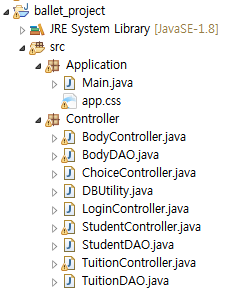 ballet_project
JRE System Library [JavaSE-1.8]
src
Application
Main.java
app.css
Controller
BodyController.java
BodyDAO.java
ChoiceController.java
DBUtility.java
LoginController.java
StudentController.java
StudentDAO.java
TuitionController.java
TuitionDAO.java